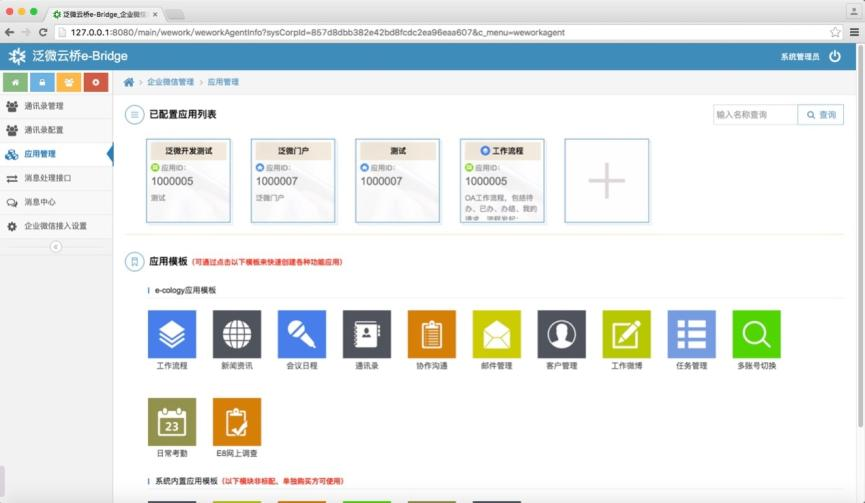 泛微云桥e-Bridge_企业微信
127.0.0.1:8080/main/wework/weworkAgentInfo?sysCorpId=857d8dbb382e42bd8fcdc2ea96eaa607&c_menu=weworkagent
泛微云桥e-Bridge
系统管理员
通讯录管理
通讯录配置
应用管理
消息处理接口
消息中心
企业微信接入设置
企业微信管理 > 应用管理
已配置应用列表
输入名称查询
查询
泛微开发测试
应用ID:
1000005
测试
泛微门户
应用ID:
1000007
泛微门户
测试
应用ID:
1000007
工作流程
应用ID:
1000005
OA工作流程，包括待
办、已办、办结、我的
请求、流程发起;
应用模板 (可通过点击以下模板来快速创建各种功能应用)
e-cology应用模板
工作流程
新闻资讯
会议日程
通讯录
协作沟通
邮件管理
客户管理
工作微博
任务管理
多账号切换
23
日常考勤
E8网上调查
系统内置应用模板 (以下模块非标配、单独购买方可使用)